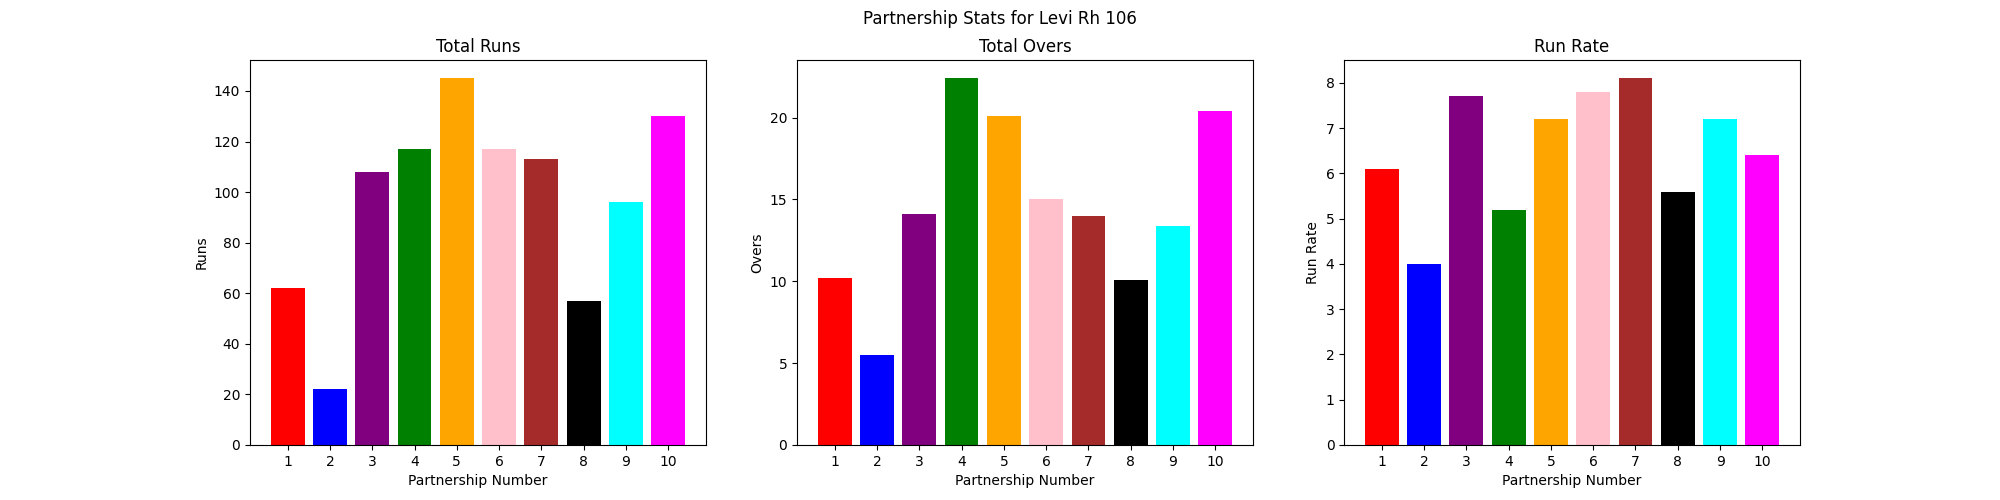 Partnership Stats for Levi Rh 106
Total Runs
Runs
140
120
100
80
60
40
20
0
1 2 3 4 5 6 7 8 9 10
Partnership Number
Total Overs
Overs
20
15
10
5
0
1 2 3 4 5 6 7 8 9 10
Partnership Number
Run Rate
Run Rate
8
7
6
5
4
3
2
1
0
1 2 3 4 5 6 7 8 9 10
Partnership Number